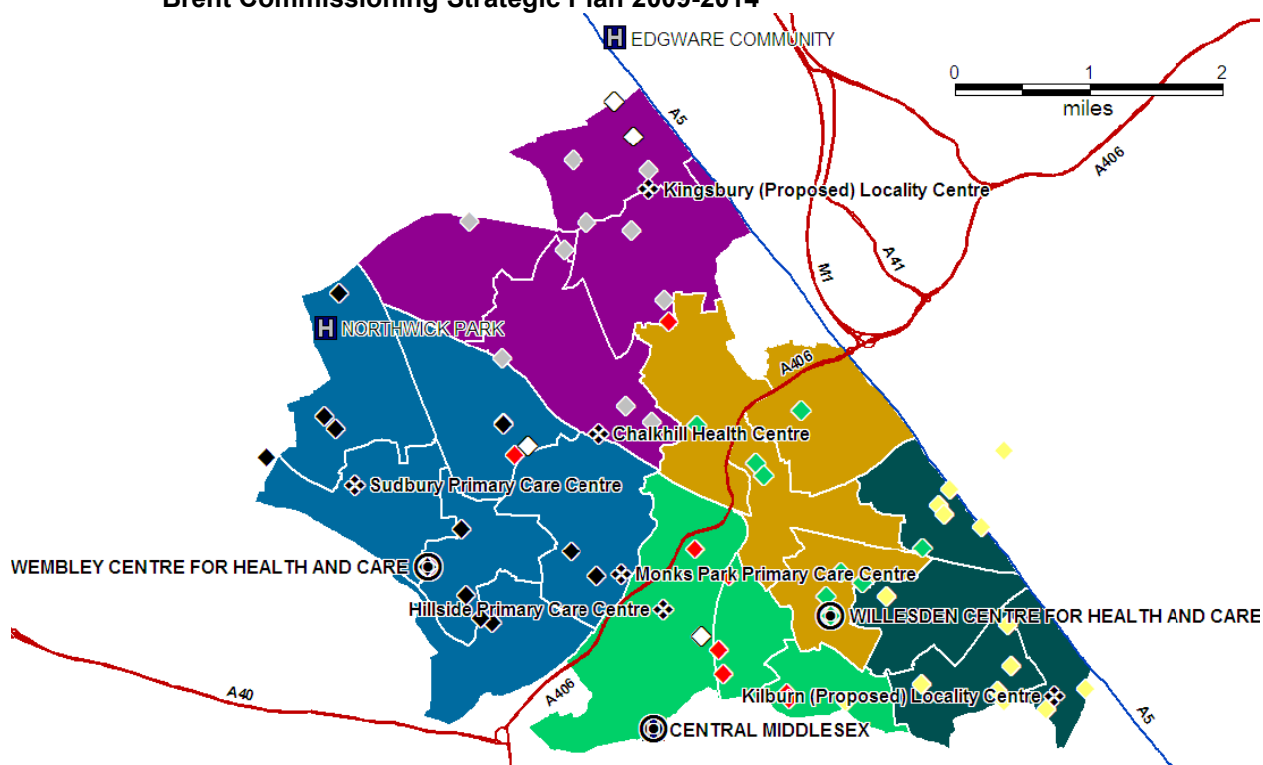 Brent Commissioning Strategic Plan 2009-2014
H EDGWARE COMMUNITY
0 1 2
miles
A5
A406
Kingsbury (Proposed) Locality Centre
A41
M1
H NORTHWICK PARK
A406
Chalkhill Health Centre
Sudbury Primary Care Centre
WEMBLEY CENTRE FOR HEALTH AND CARE
Monks Park Primary Care Centre
Hillside Primary Care Centre
WILLESDEN CENTRE FOR HEALTH AND CARE
A40
A406
Kilburn (Proposed) Locality Centre
A5
CENTRAL MIDDLESEX